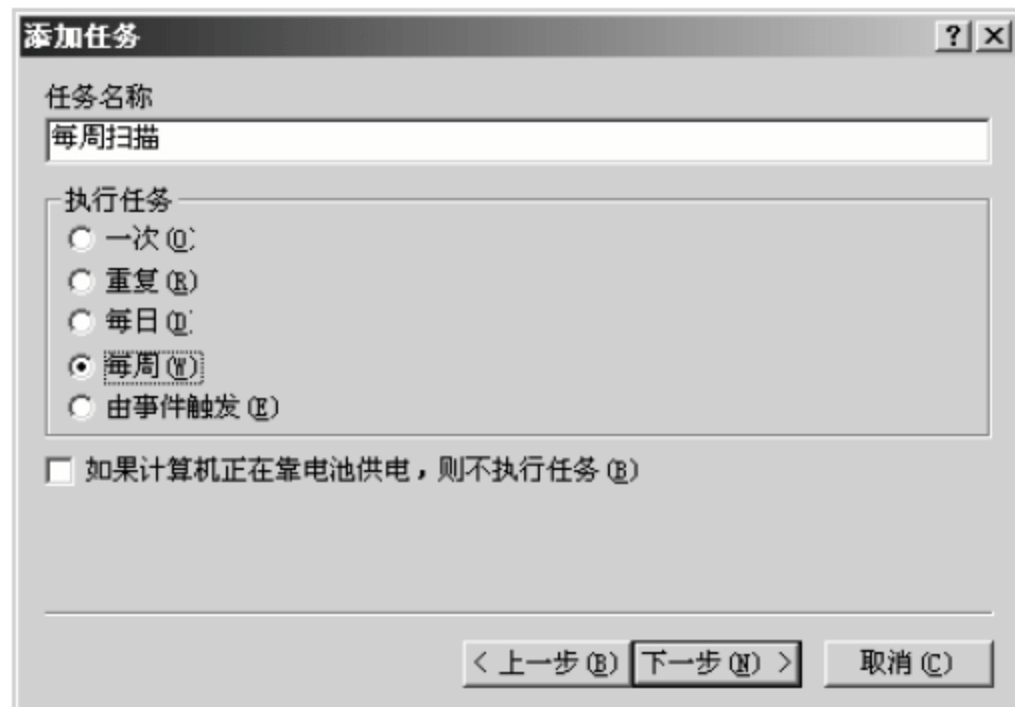 添加任务
任务名称
每周扫描
执行任务
一次(O)
重复(R)
每日(D)
每周(W)
由事件触发(E)
如果计算机正在靠电池供电，则不执行任务(B)
< 上一步(B) 下一步(N) > 取消(C)